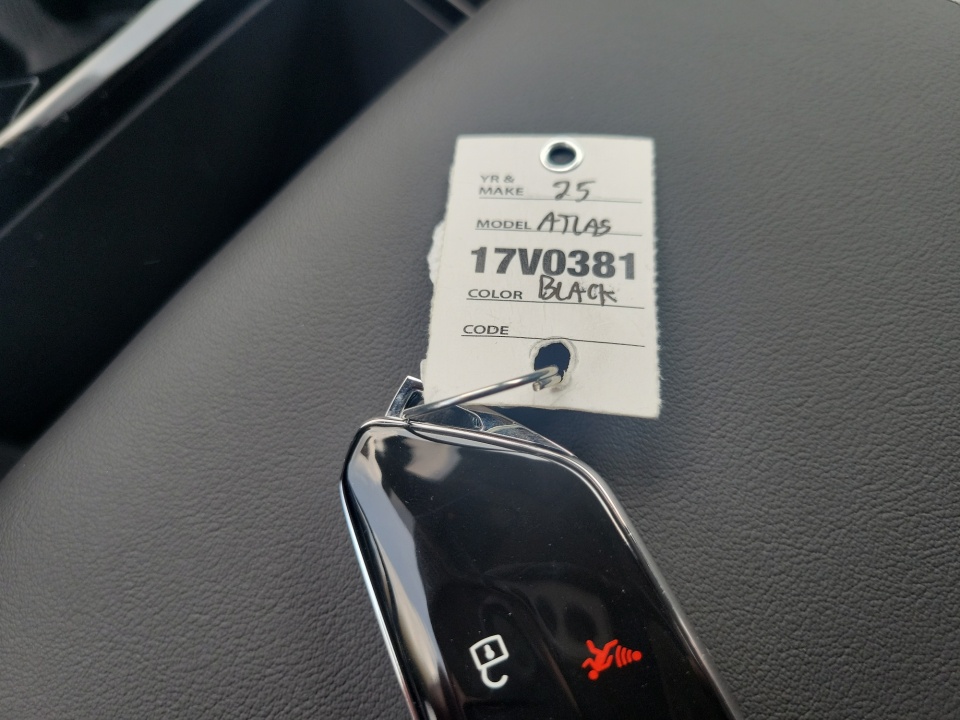 YR &
MAKE 25
MODEL ATLAS
17V0381
COLOR BLACK
CODE